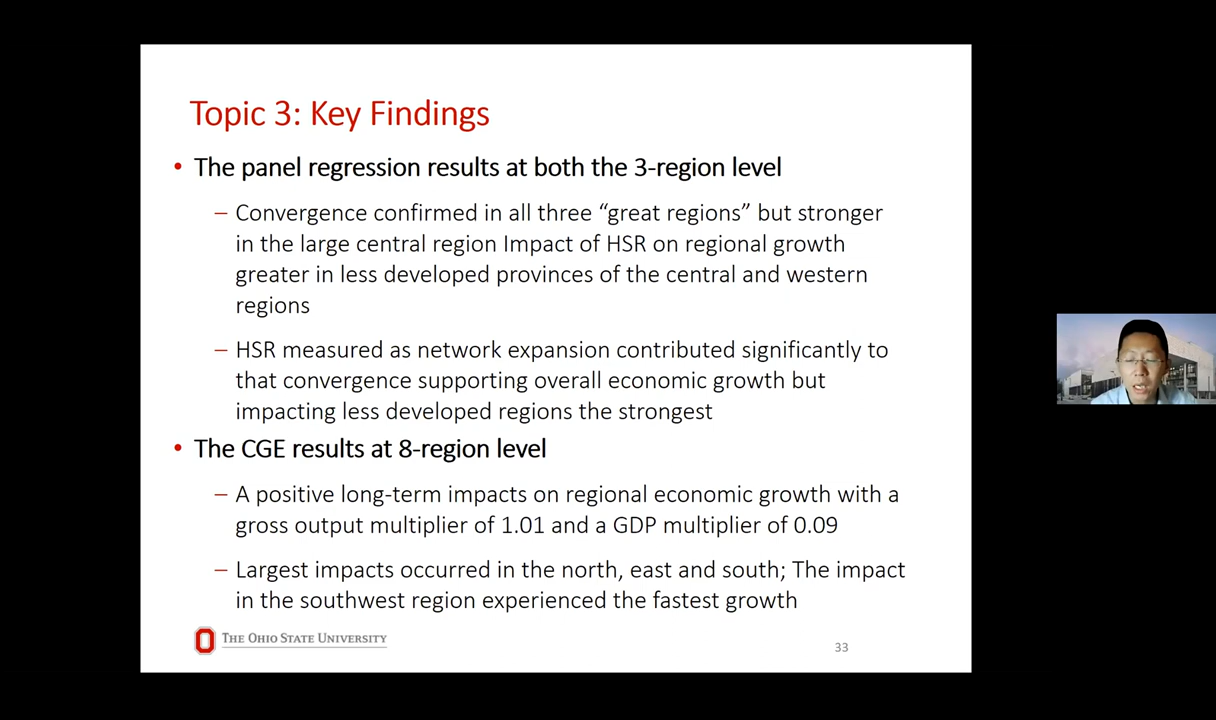 Topic 3: Key Findings
• The panel regression results at both the 3-region level
– Convergence confirmed in all three “great regions” but stronger
in the large central region Impact of HSR on regional growth
greater in less developed provinces of the central and western
regions
– HSR measured as network expansion contributed significantly to
that convergence supporting overall economic growth but
impacting less developed regions the strongest
• The CGE results at 8-region level
– A positive long-term impacts on regional economic growth with a
gross output multiplier of 1.01 and a GDP multiplier of 0.09
– Largest impacts occurred in the north, east and south; The impact
in the southwest region experienced the fastest growth
THE OHIO STATE UNIVERSITY
33